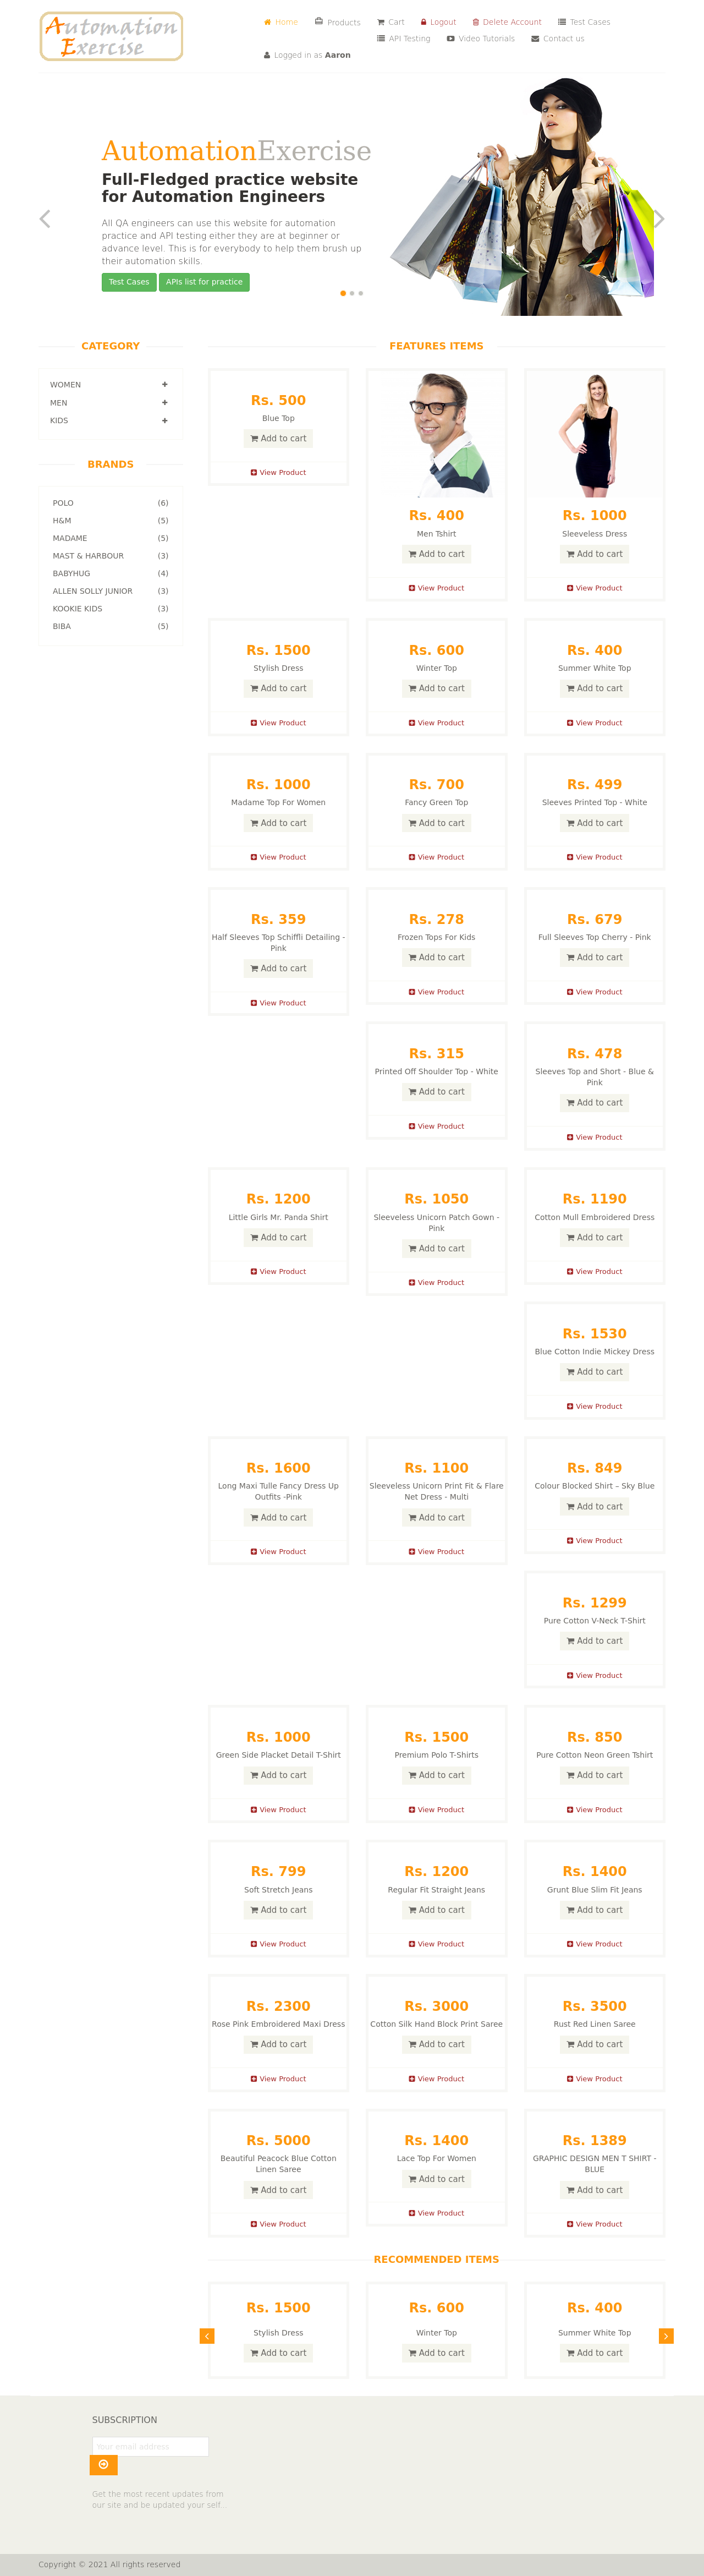 Automation
Exercise
Home
Products
Cart
Logout
Delete Account
Test Cases
API Testing
Video Tutorials
Contact us
Logged in as Aaron
AutomationExercise
Full-Fledged practice website
for Automation Engineers
All QA engineers can use this website for automation
practice and API testing either they are at beginner or
advance level. This is for everybody to help them brush up
their automation skills.
Test Cases
APIs list for practice
CATEGORY
WOMEN
MEN
KIDS
BRANDS
POLO (6)
H&M (5)
MADAME (5)
MAST & HARBOUR (3)
BABYHUG (4)
ALLEN SOLLY JUNIOR (3)
KOOKIE KIDS (3)
BIBA (5)
FEATURES ITEMS
Rs. 500
Blue Top
Add to cart
View Product
Rs. 400
Men Tshirt
Add to cart
View Product
Rs. 1000
Sleeveless Dress
Add to cart
View Product
Rs. 1500
Stylish Dress
Add to cart
View Product
Rs. 600
Winter Top
Add to cart
View Product
Rs. 400
Summer White Top
Add to cart
View Product
Rs. 1000
Madame Top For Women
Add to cart
View Product
Rs. 700
Fancy Green Top
Add to cart
View Product
Rs. 499
Sleeves Printed Top - White
Add to cart
View Product
Rs. 359
Half Sleeves Top Schiffli Detailing -
Pink
Add to cart
View Product
Rs. 278
Frozen Tops For Kids
Add to cart
View Product
Rs. 679
Full Sleeves Top Cherry - Pink
Add to cart
View Product
Rs. 315
Printed Off Shoulder Top - White
Add to cart
View Product
Rs. 478
Sleeves Top and Short - Blue &
Pink
Add to cart
View Product
Rs. 1200
Little Girls Mr. Panda Shirt
Add to cart
View Product
Rs. 1050
Sleeveless Unicorn Patch Gown -
Pink
Add to cart
View Product
Rs. 1190
Cotton Mull Embroidered Dress
Add to cart
View Product
Rs. 1530
Blue Cotton Indie Mickey Dress
Add to cart
View Product
Rs. 1600
Long Maxi Tulle Fancy Dress Up
Outfits -Pink
Add to cart
View Product
Rs. 1100
Sleeveless Unicorn Print Fit & Flare
Net Dress - Multi
Add to cart
View Product
Rs. 849
Colour Blocked Shirt – Sky Blue
Add to cart
View Product
Rs. 1299
Pure Cotton V-Neck T-Shirt
Add to cart
View Product
Rs. 1000
Green Side Placket Detail T-Shirt
Add to cart
View Product
Rs. 1500
Premium Polo T-Shirts
Add to cart
View Product
Rs. 850
Pure Cotton Neon Green Tshirt
Add to cart
View Product
Rs. 799
Soft Stretch Jeans
Add to cart
View Product
Rs. 1200
Regular Fit Straight Jeans
Add to cart
View Product
Rs. 1400
Grunt Blue Slim Fit Jeans
Add to cart
View Product
Rs. 2300
Rose Pink Embroidered Maxi Dress
Add to cart
View Product
Rs. 3000
Cotton Silk Hand Block Print Saree
Add to cart
View Product
Rs. 3500
Rust Red Linen Saree
Add to cart
View Product
Rs. 5000
Beautiful Peacock Blue Cotton
Linen Saree
Add to cart
View Product
Rs. 1400
Lace Top For Women
Add to cart
View Product
Rs. 1389
GRAPHIC DESIGN MEN T SHIRT -
BLUE
Add to cart
View Product
RECOMMENDED ITEMS
Rs. 1500
Stylish Dress
Add to cart
Rs. 600
Winter Top
Add to cart
Rs. 400
Summer White Top
Add to cart
SUBSCRIPTION
Your email address
Get the most recent updates from
our site and be updated your self...
Copyright © 2021 All rights reserved